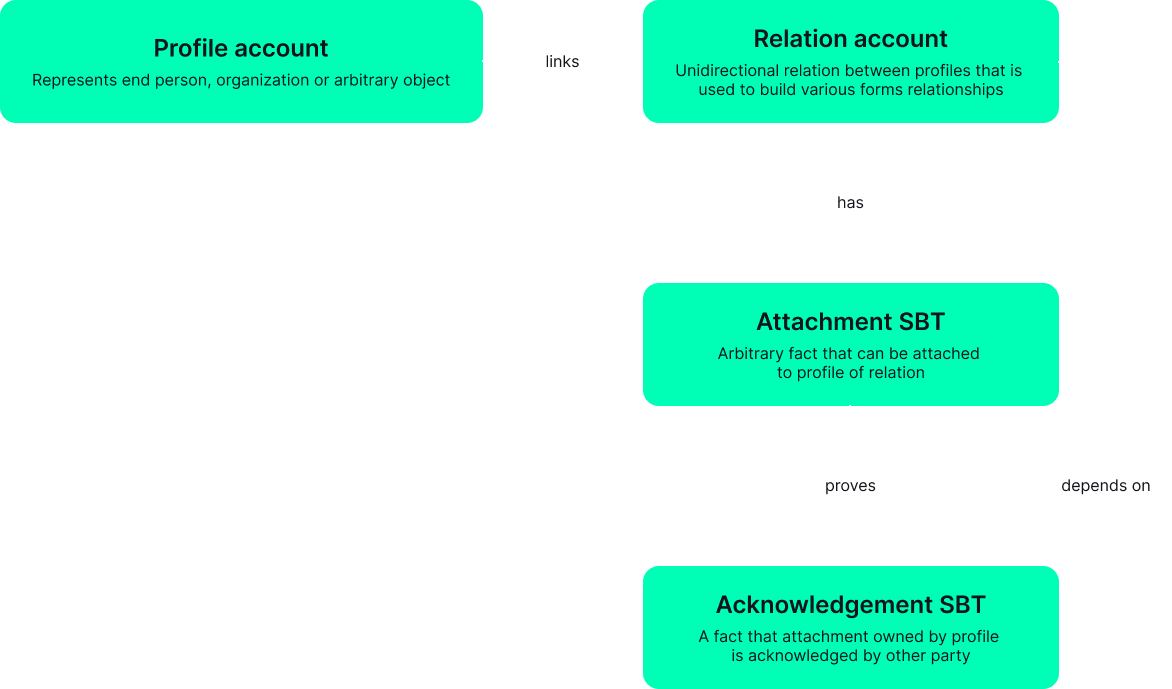 Profile account
Represents end person, organization or arbitrary object
links
Relation account
Unidirectional relation between profiles that is
used to build various forms relationships
has
Attachment SBT
Arbitrary fact that can be attached
to profile of relation
proves
depends on
Acknowledgement SBT
A fact that attachment owned by profile
is acknowledged by other party